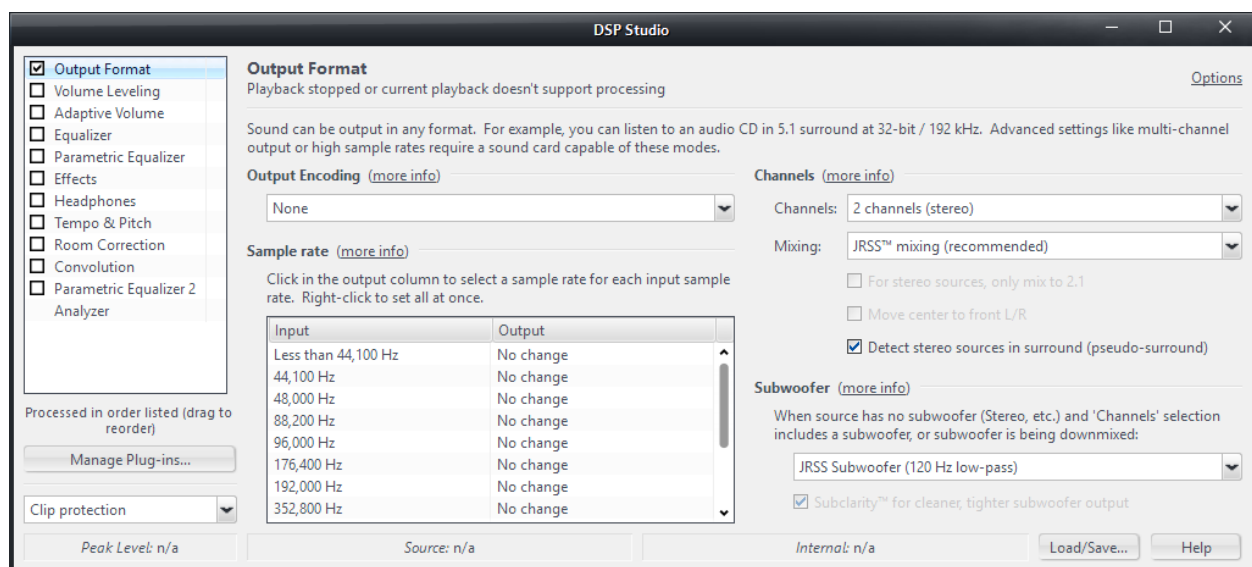 DSP Studio
Output Format
Volume Leveling
Adaptive Volume
Equalizer
Parametric Equalizer
Effects
Headphones
Tempo & Pitch
Room Correction
Convolution
Parametric Equalizer 2
Analyzer
Processed in order listed (drag to
reorder)
Manage Plug-ins...
Clip protection
Output Format
Playback stopped or current playback doesn't support processing
Options
Sound can be output in any format. For example, you can listen to an audio CD in 5.1 surround at 32-bit / 192 kHz. Advanced settings like multi-channel
output or high sample rates require a sound card capable of these modes.
Output Encoding (more info)
None
Sample rate (more info)
Click in the output column to select a sample rate for each input sample
rate. Right-click to set all at once.
Input Output
Less than 44,100 Hz No change
44,100 Hz No change
48,000 Hz No change
88,200 Hz No change
96,000 Hz No change
176,400 Hz No change
192,000 Hz No change
352,800 Hz No change
Channels (more info)
Channels: 2 channels (stereo)
Mixing: JRSS™ mixing (recommended)
For stereo sources, only mix to 2.1
Move center to front L/R
Detect stereo sources in surround (pseudo-surround)
Subwoofer (more info)
When source has no subwoofer (Stereo, etc.) and 'Channels' selection
includes a subwoofer, or subwoofer is being downmixed:
JRSS Subwoofer (120 Hz low-pass)
Subclarity™ for cleaner, tighter subwoofer output
Peak Level: n/a Source: n/a Internal: n/a Load/Save... Help